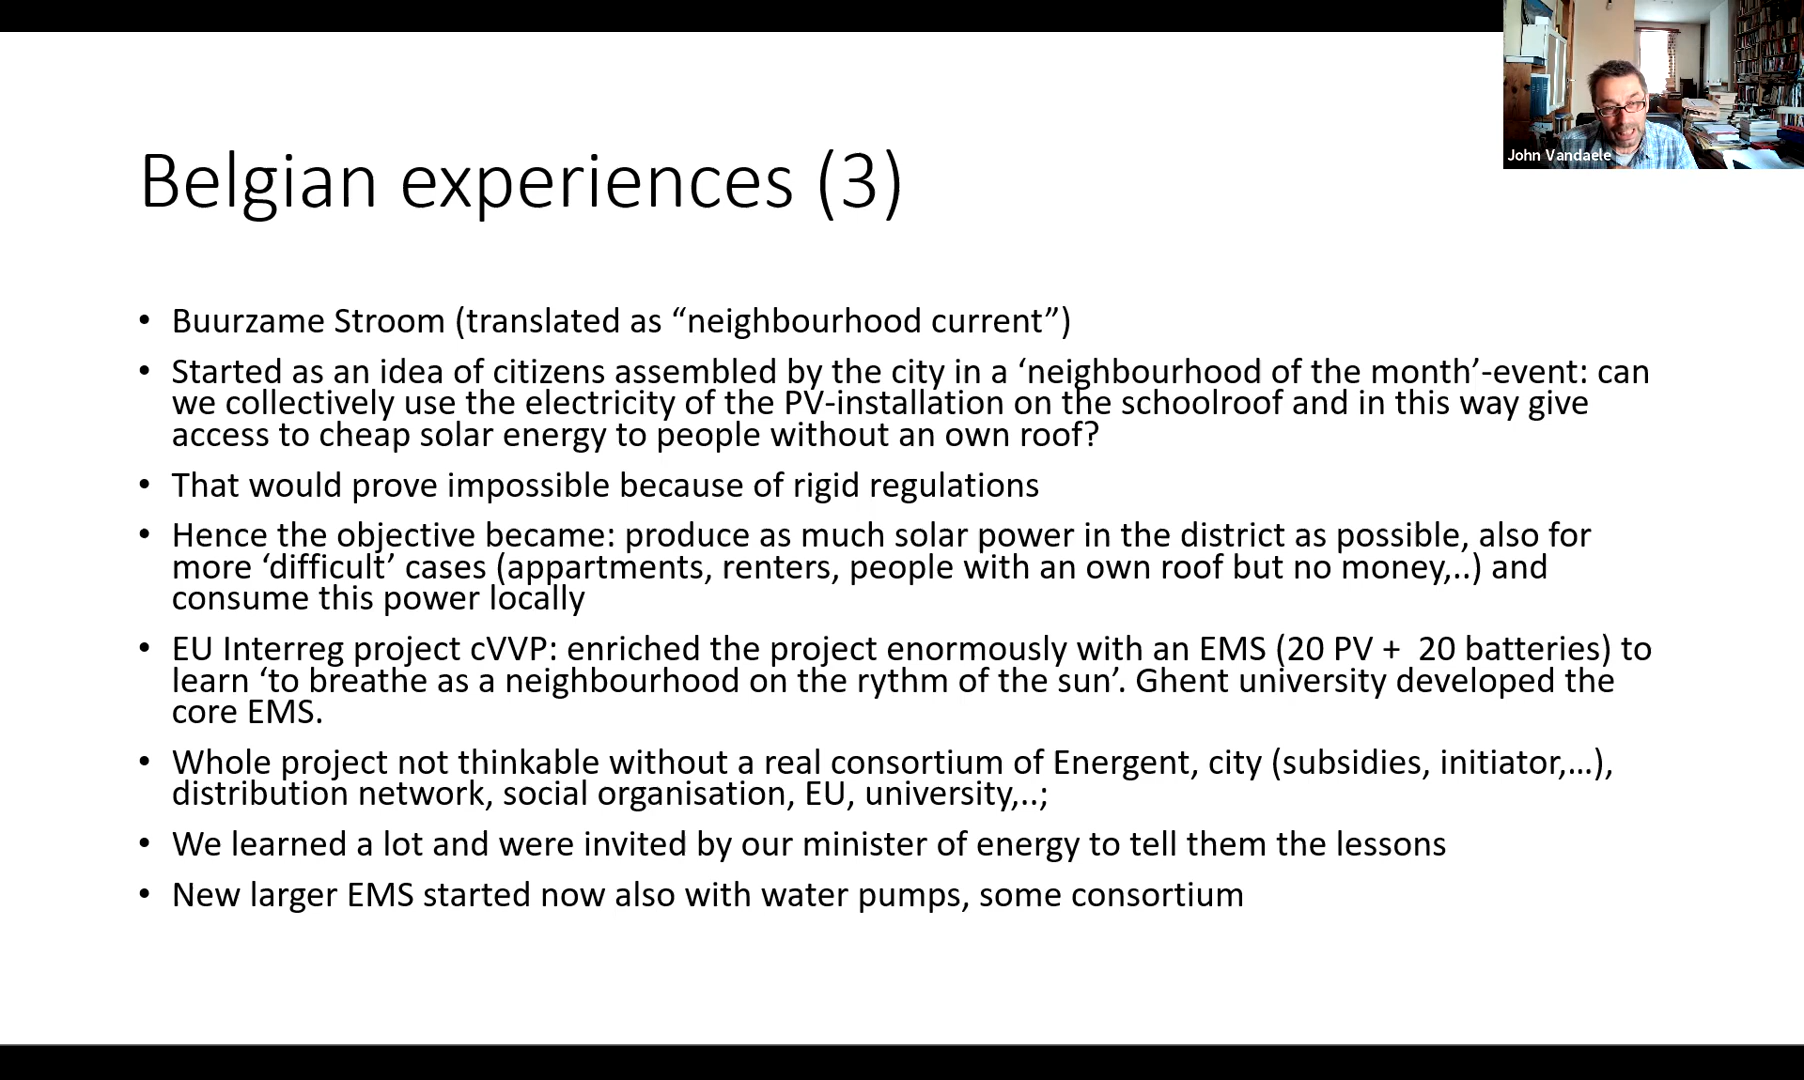 John Vandaele
Belgian experiences (3)
• Buurzame Stroom (translated as “neighbourhood current”)
• Started as an idea of citizens assembled by the city in a ‘neighbourhood of the month’-event: can
we collectively use the electricity of the PV-installation on the schoolroof and in this way give
access to cheap solar energy to people without an own roof?
• That would prove impossible because of rigid regulations
• Hence the objective became: produce as much solar power in the district as possible, also for
more ‘difficult’ cases (appartments, renters, people with an own roof but no money,..) and
consume this power locally
• EU Interreg project cVVP: enriched the project enormously with an EMS (20 PV + 20 batteries) to
learn ‘to breathe as a neighbourhood on the rythm of the sun’. Ghent university developed the
core EMS.
• Whole project not thinkable without a real consortium of Energent, city (subsidies, initiator,...),
distribution network, social organisation, EU, university,..;
• We learned a lot and were invited by our minister of energy to tell them the lessons
• New larger EMS started now also with water pumps, some consortium